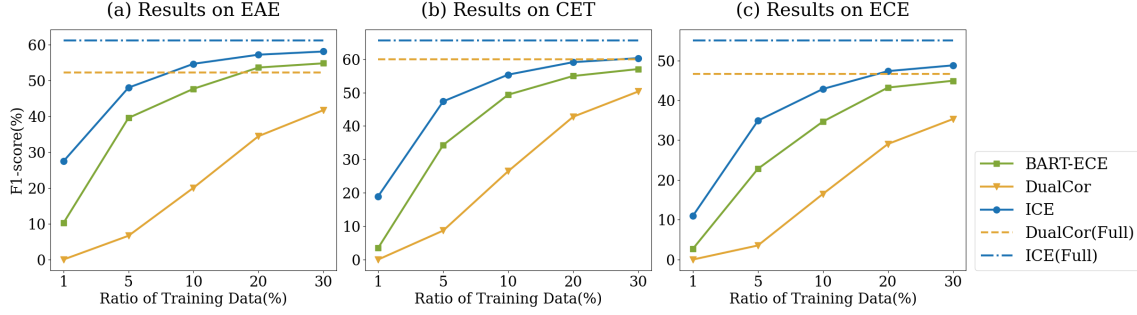 (a) Results on EAE
(b) Results on CET
(c) Results on ECE
F1-score(%)
60
50
40
30
20
10
0
1 5 10 20 30
Ratio of Training Data(%)
60
50
40
30
20
10
0
1 5 10 20 30
Ratio of Training Data(%)
50
40
30
20
10
0
1 5 10 20 30
Ratio of Training Data(%)
BART-ECE
DualCor
ICE
DualCor(Full)
ICE(Full)